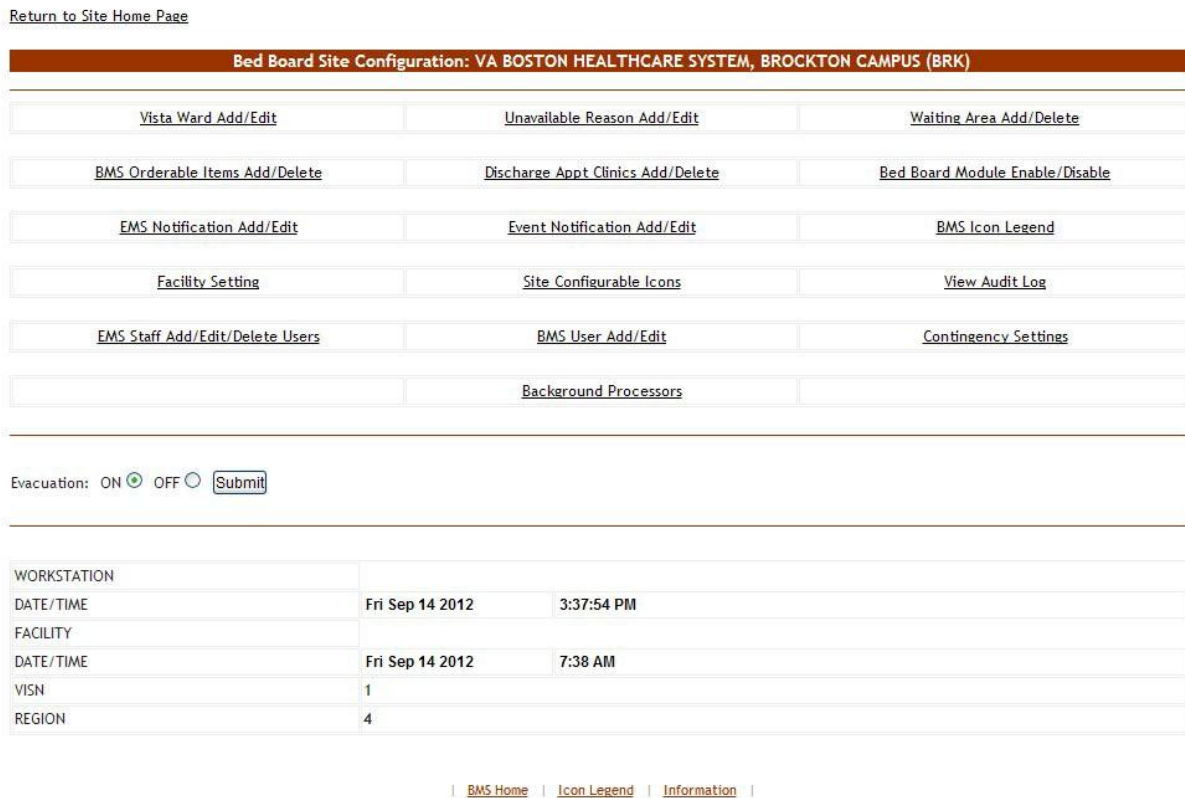 Return to Site Home Page
Bed Board Site Configuration: VA BOSTON HEALTHCARE SYSTEM, BROCKTON CAMPUS (BRK)
Vista Ward Add/Edit Unavailable Reason Add/Edit Waiting Area Add/Delete
BMS Orderable Items Add/Delete Discharge Appt Clinics Add/Delete Bed Board Module Enable/Disable
EMS Notification Add/Edit Event Notification Add/Edit BMS Icon Legend
Facility Setting Site Configurable Icons View Audit Log
EMS Staff Add/Edit/Delete Users BMS User Add/Edit Contingency Settings
Background Processors
Evacuation: ON OFF Submit
WORKSTATION
DATE/TIME Fri Sep 14 2012 3:37:54 PM
FACILITY
DATE/TIME Fri Sep 14 2012 7:38 AM
VISN 1
REGION 4
| BMS Home | Icon Legend | Information |